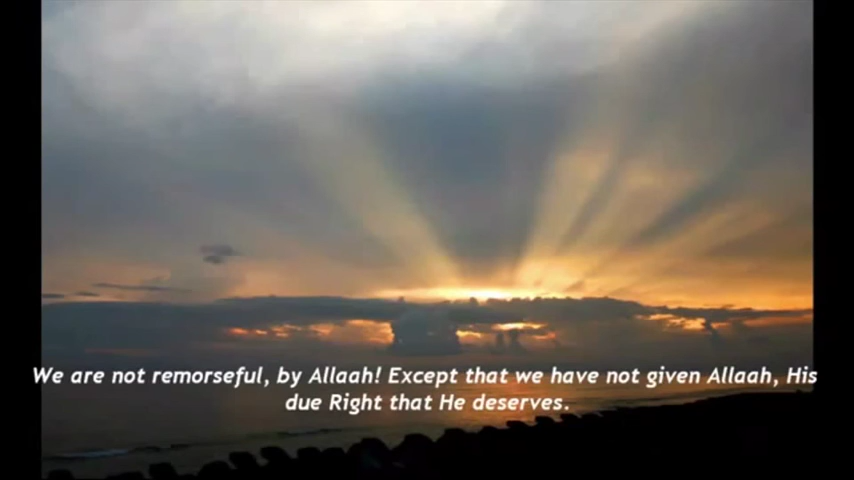 We are not remorseful, by Allaah! Except that we have not given Allaah, His
due Right that He deserves.